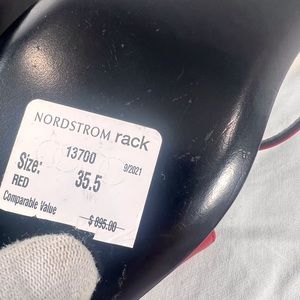 NORDSTROM rack
13700 9/2021
Size: 35.5
RED
Comparable Value $ 895.00